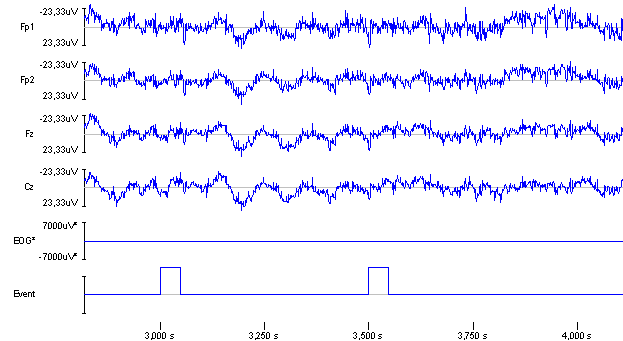 -23,33uV
Fp1
23,33uV
-23,33uV
Fp2
23,33uV
-23,33uV
Fz
23,33uV
-23,33uV
Cz
23,33uV
7000uV*
EOG*
-7000uV*
Event
3,000 s 3,250 s 3,500 s 3,750 s 4,000 s